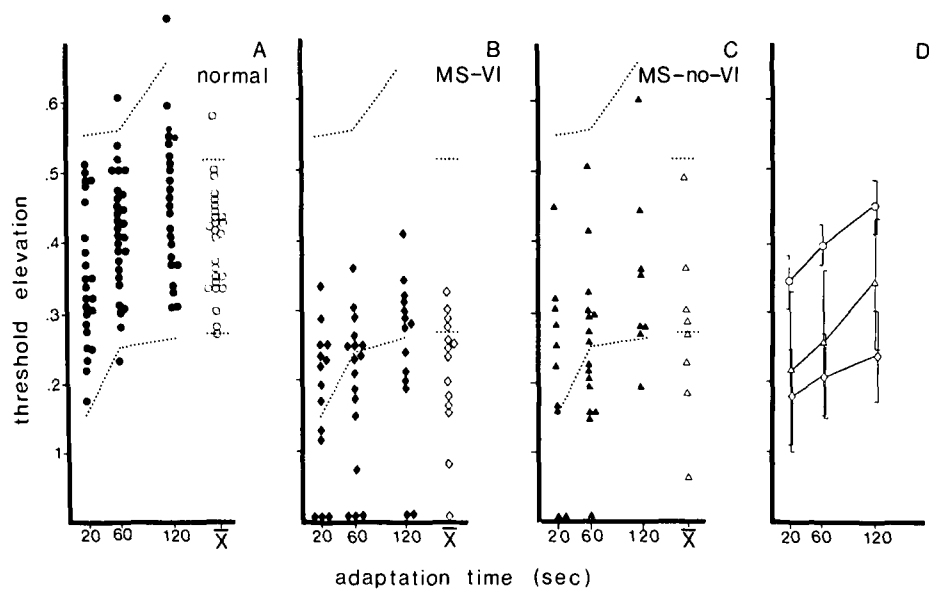 A
normal
B
MS-VI
C
MS-no-VI
D
threshold elevation
.6
.5
.4
.3
.2
.1
20 60 120 X̄
20 60 120 X̄
20 60 120 X̄
20 60 120
adaptation time (sec)